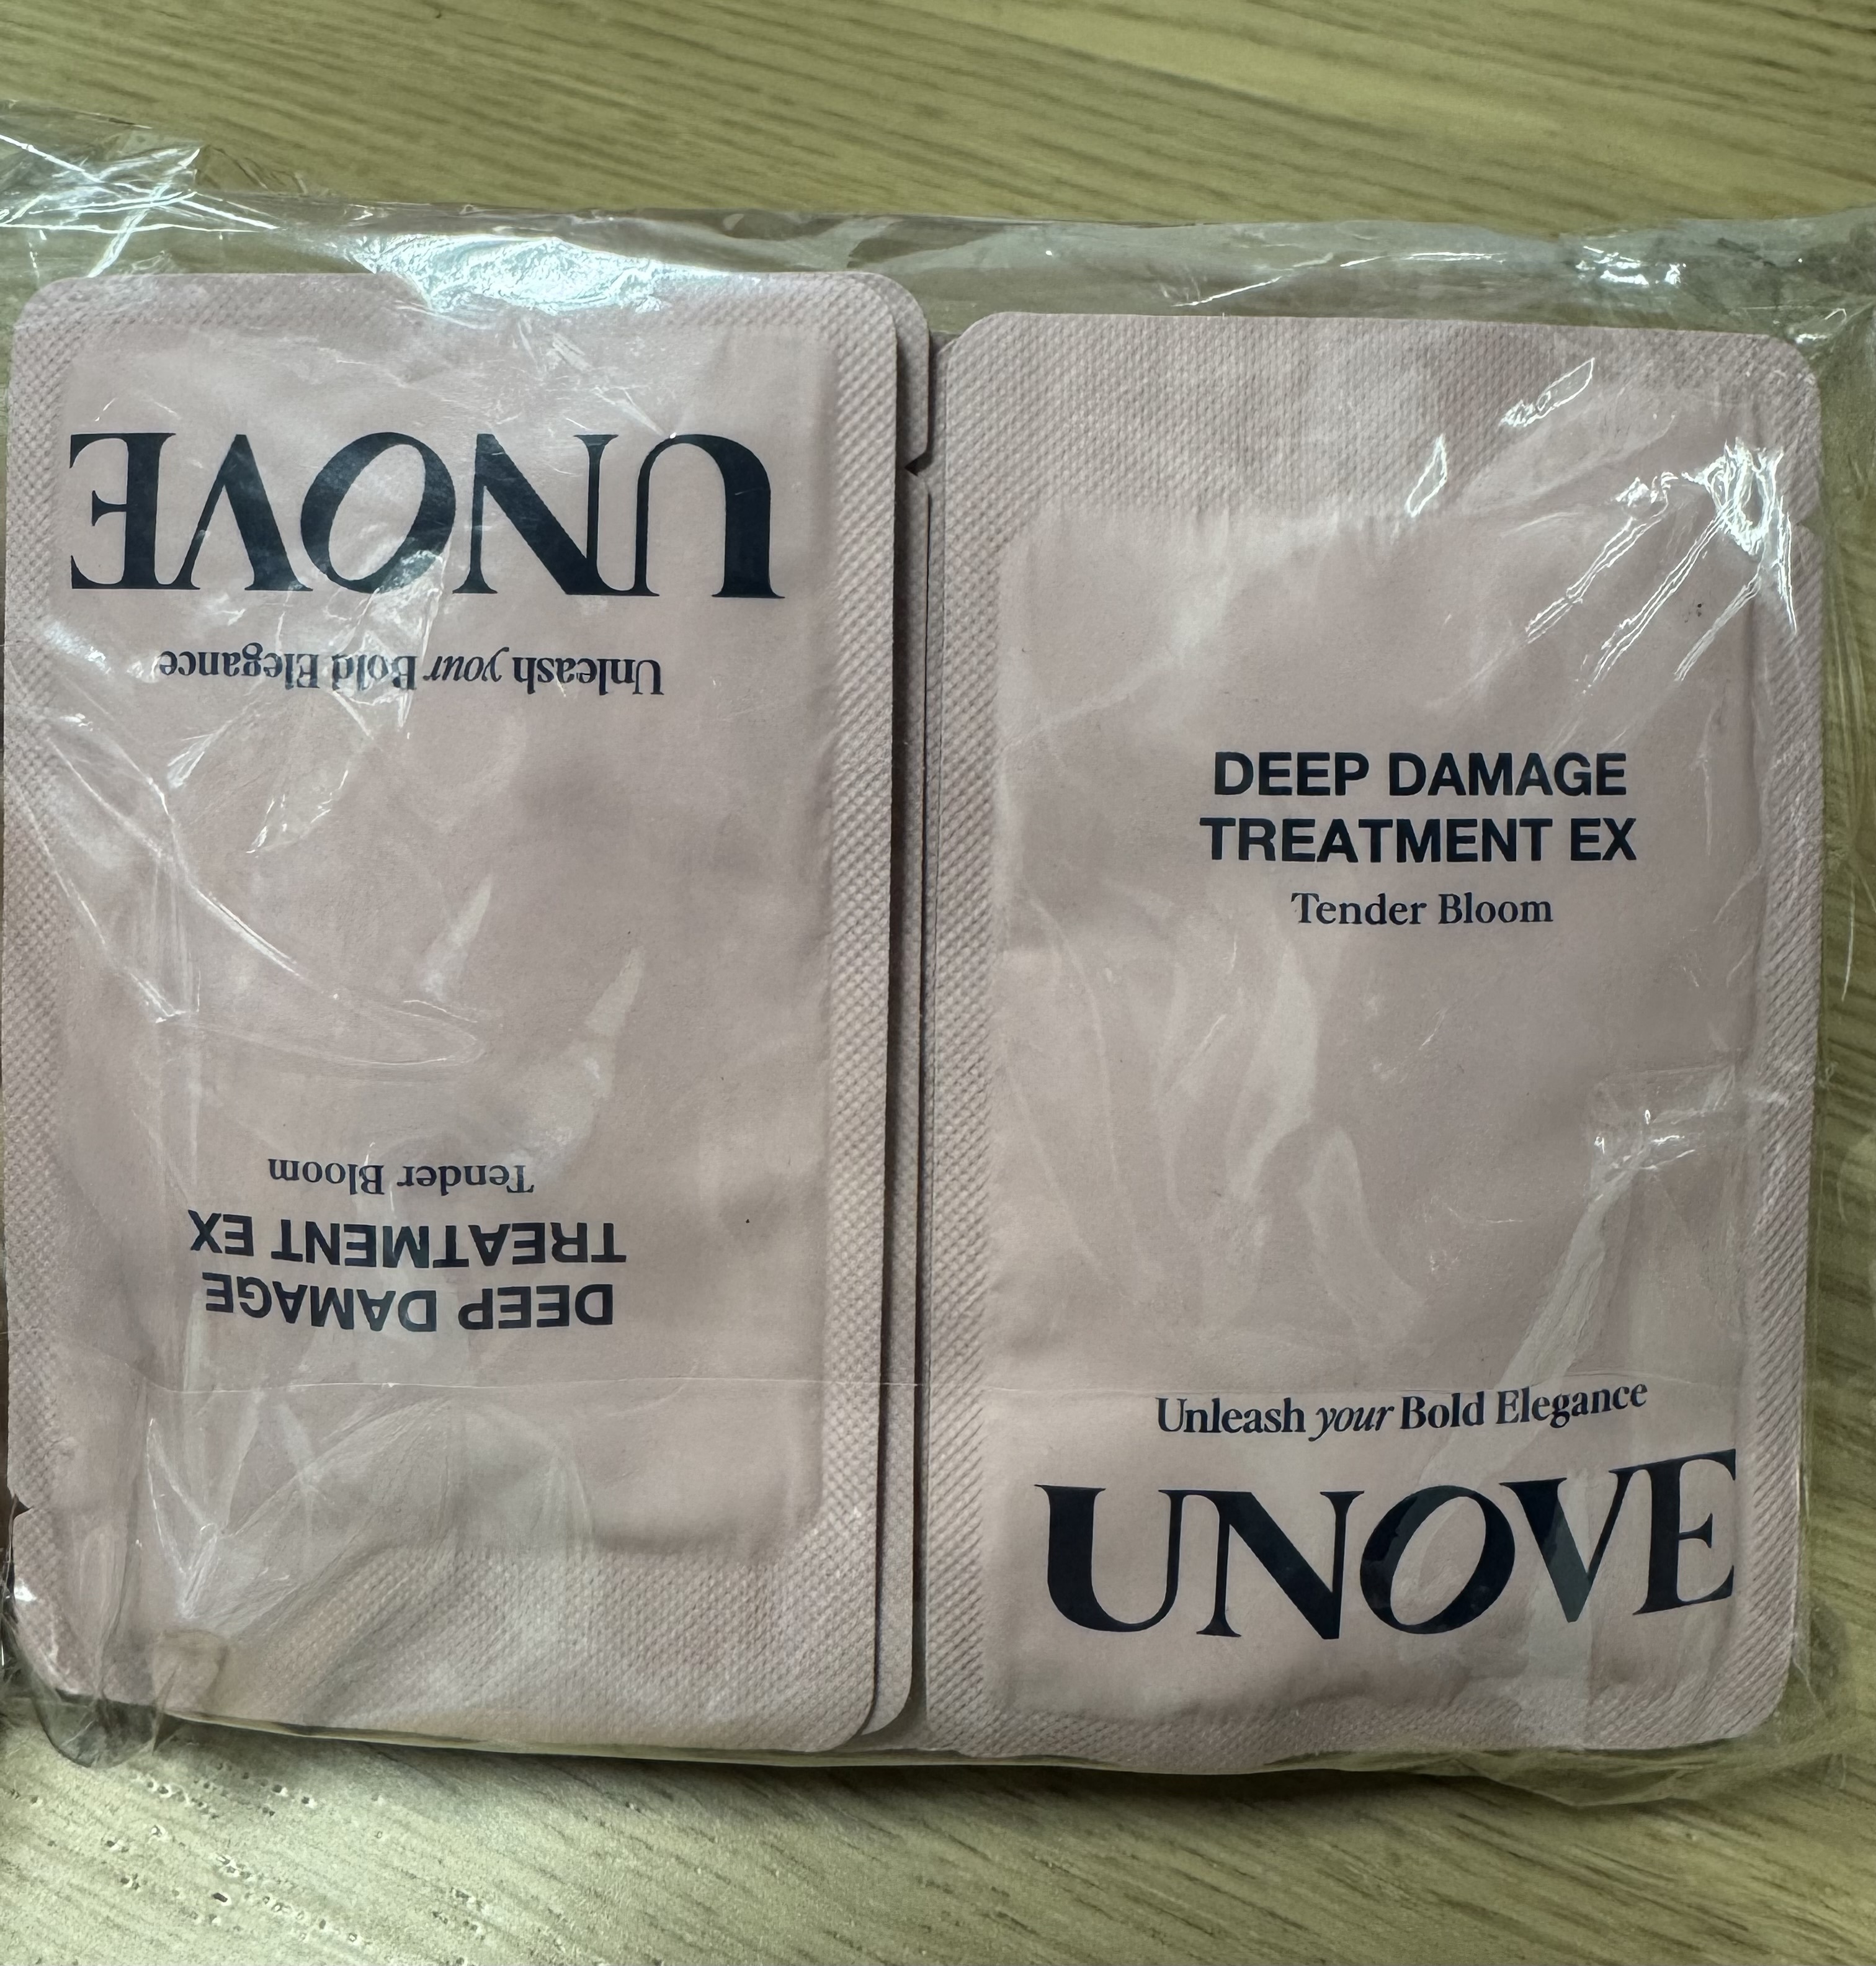 UNOVE
Unleash your Bold Elegance
Tender Bloom
DEEP DAMAGE
TREATMENT EX
DEEP DAMAGE
TREATMENT EX
Tender Bloom
Unleash your Bold Elegance
UNOVE